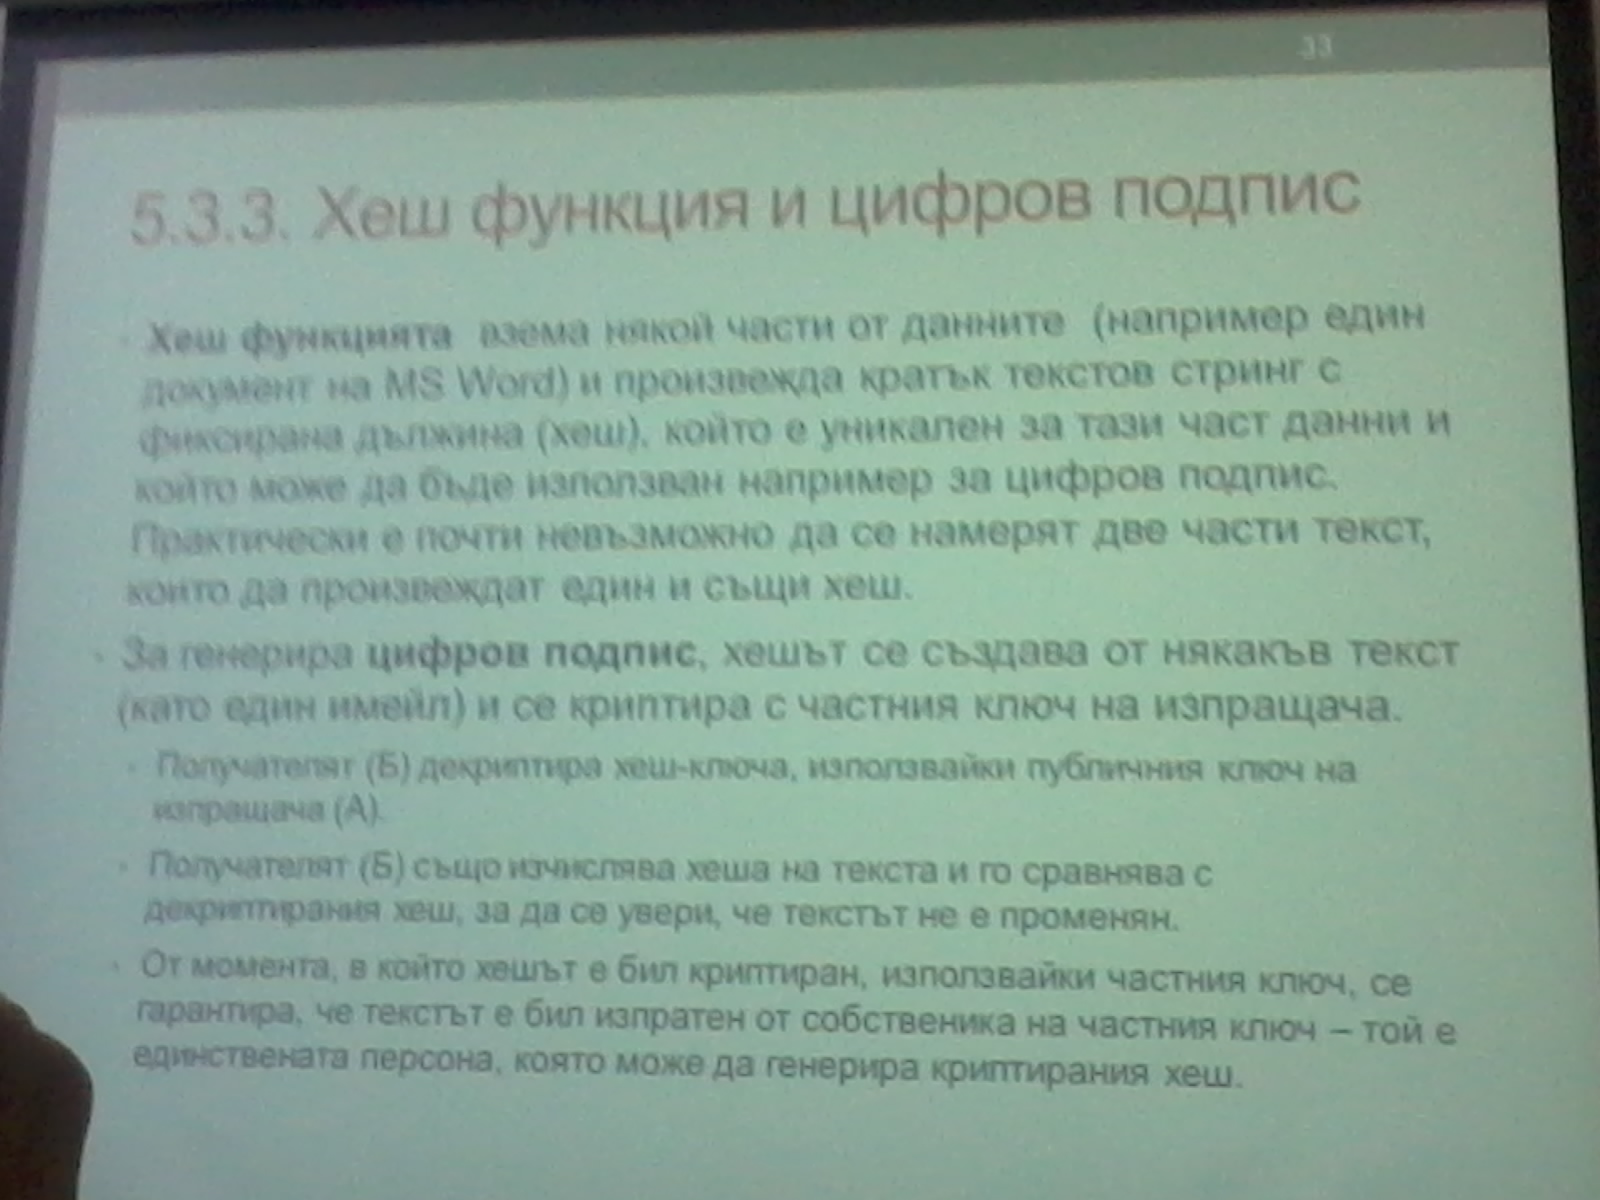 33
5.3.3. Хеш функция и цифров подпис
Хеш функцията взема някой части от данните (например един
документ на MS Word) и произвежда кратък текстов стринг с
фиксирана дължина (хеш), който е уникален за тази част данни и
който може да бъде използван например за цифров подпис.
Практически е почти невъзможно да се намерят две части текст,
които да произвеждат един и същи хеш.
За генерира цифров подпис, хешът се създава от някакъв текст
(като един имейл) и се криптира с частния ключ на изпращача.
Получателят (Б) декриптира хеш-ключа, използвайки публичния ключ на
изпращача (А).
Получателят (Б) също изчислява хеша на текста и го сравнява с
декриптирания хеш, за да се увери, че текстът не е променян.
От момента, в който хешът е бил криптиран, използвайки частния ключ, се
гарантира, че текстът е бил изпратен от собственика на частния ключ – той е
единствената персона, която може да генерира криптирания хеш.